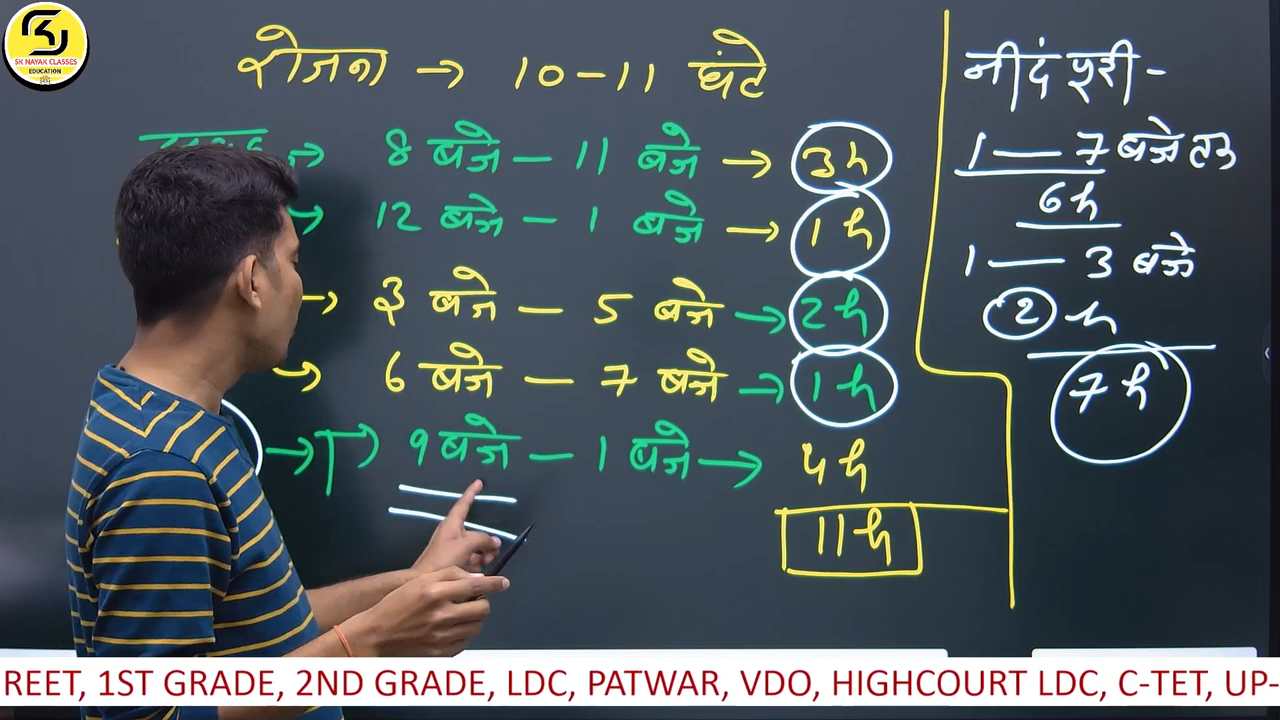 SK NAYAK CLASSES
EDUCATION
रोजना → 10-11 घंटे
→ 8 बजे - 11 बजे → 3h
→ 12 बजे - 1 बजे → 1h
→ 3 बजे - 5 बजे → 2h
→ 6 बजे - 7 बजे → 1h
→ 9 बजे - 1 बजे → 4h
11h
नींद पूरी -
1 — 7 बजे तक
6h
1 — 3 बजे
2 h
7 h
REET, 1ST GRADE, 2ND GRADE, LDC, PATWAR, VDO, HIGHCOURT LDC, C-TET, UP-